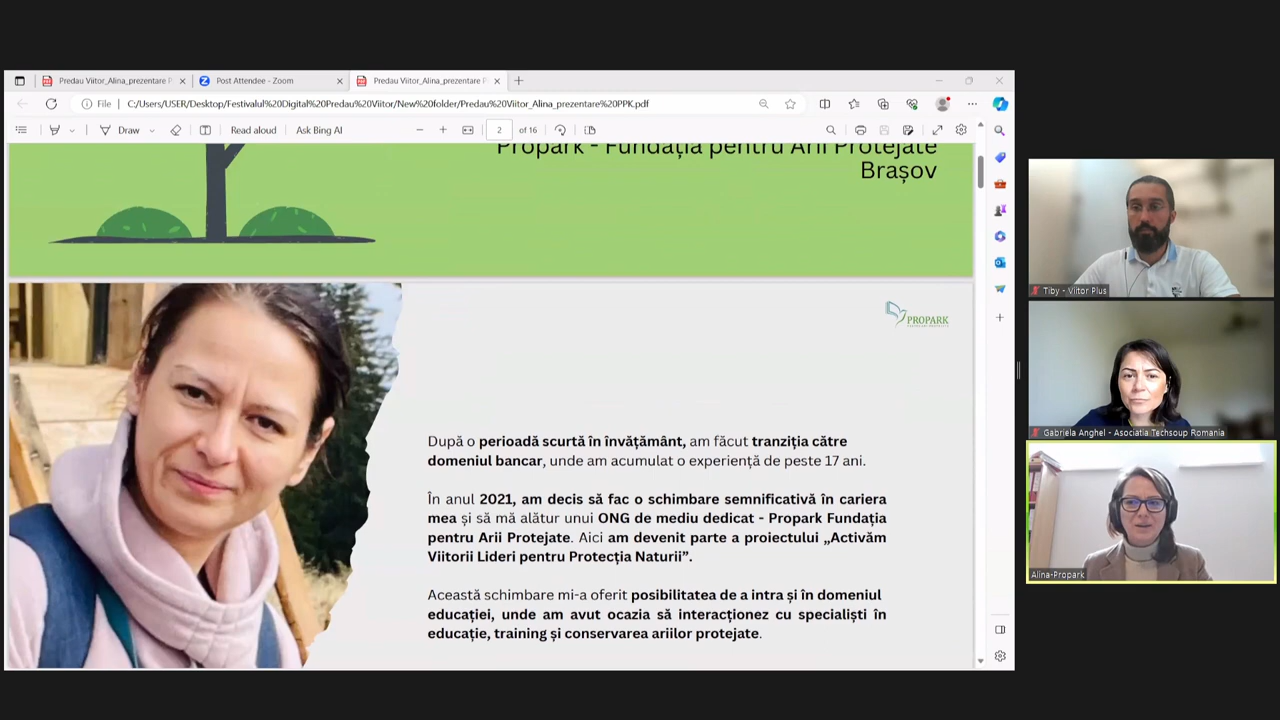 Predau Viitor_Alina_prezentare P
Post Attendee - Zoom
Predau Viitor_Alina_prezentare P
File
C:/Users/USER/Desktop/Festivalul%20Digital%20Predau%20Viitor/New%20folder/Predau%20Viitor_Alina_prezentare%20PPK.pdf
Draw
Read aloud
Ask Bing AI
2
of 16
Propark - Fundația pentru Arii Protejate
Brașov
PROPARK
După o perioadă scurtă în învățământ, am făcut tranziția către
domeniul bancar, unde am acumulat o experiență de peste 17 ani.
În anul 2021, am decis să fac o schimbare semnificativă în cariera
mea și să mă alătur unui ONG de mediu dedicat - Propark Fundația
pentru Arii Protejate. Aici am devenit parte a proiectului „Activăm
Viitorii Lideri pentru Protecția Naturii”.
Această schimbare mi-a oferit posibilitatea de a intra și în domeniul
educației, unde am avut ocazia să interacționez cu specialiști în
educație, training și conservarea ariilor protejate.
Tiby - Viitor Plus
Gabriela Anghel - Asociatia Techsoup Romania
Alina-Propark